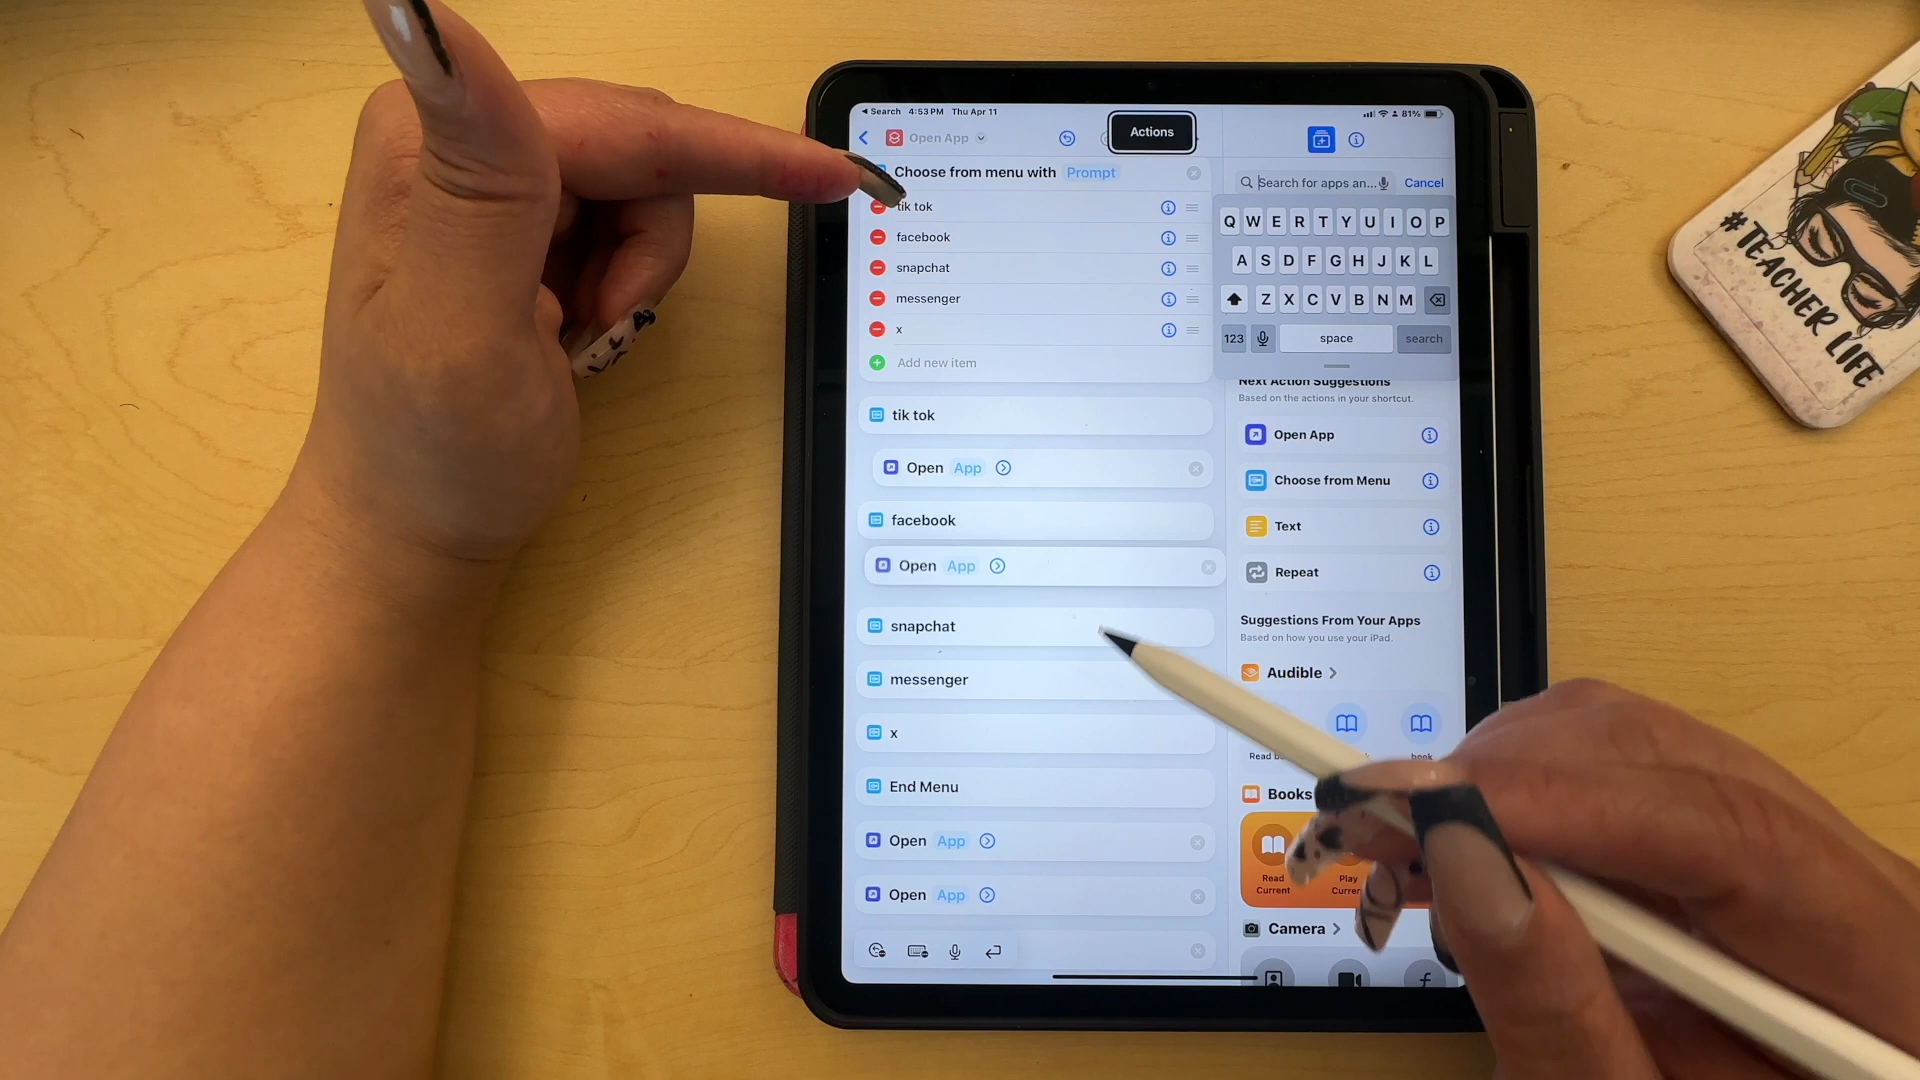 Search 4:53 PM Thu Apr 11
81%
Open App
Actions
Choose from menu with Prompt
tik tok
facebook
snapchat
messenger
x
Add new item
tik tok
Open App
facebook
Open App
snapchat
messenger
x
End Menu
Open App
Open App
Search for apps an...
Cancel
Q W E R T Y U I O P
A S D F G H J K L
Z X C V B N M
123 space search
Next Action Suggestions
Based on the actions in your shortcut.
Open App
Choose from Menu
Text
Repeat
Suggestions From Your Apps
Based on how you use your iPad.
Audible
Read
book
Books
Read Current
Play
Camera
#TEACHER LIFE